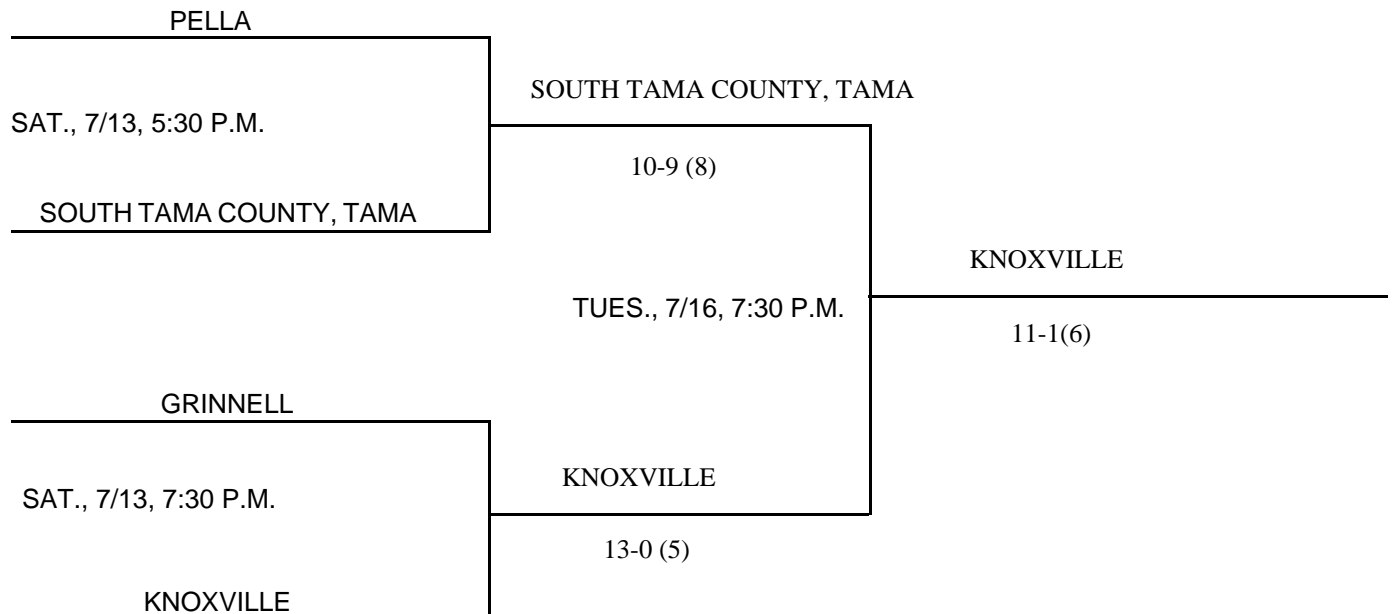 PELLA
SOUTH TAMA COUNTY, TAMA
SAT., 7/13, 5:30 P.M.
10-9 (8)
SOUTH TAMA COUNTY, TAMA
KNOXVILLE
TUES., 7/16, 7:30 P.M.
11-1(6)
GRINNELL
KNOXVILLE
SAT., 7/13, 7:30 P.M.
13-0 (5)
KNOXVILLE